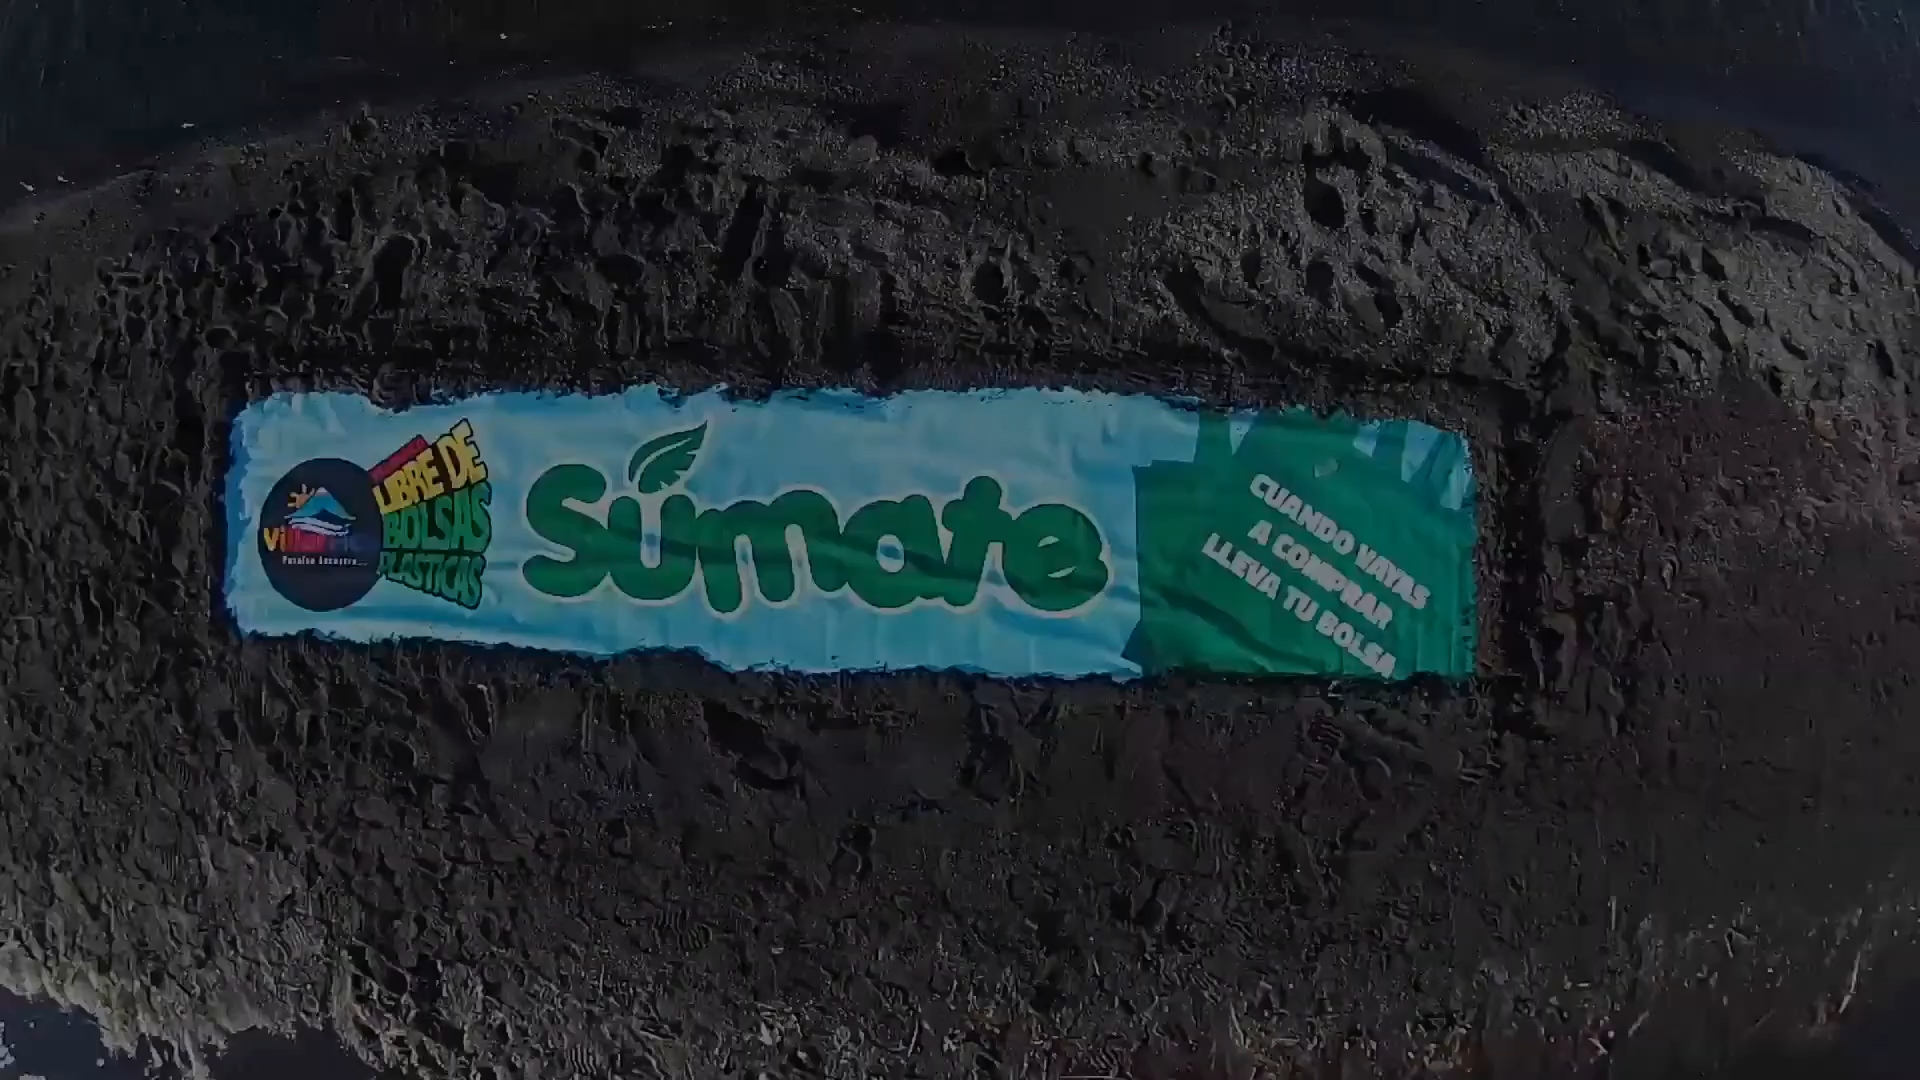 LIBRE DE
BOLSAS
PLASTICAS
Súmate
CUANDO VAYAS
A COMPRAR
LLEVA TU BOLSA